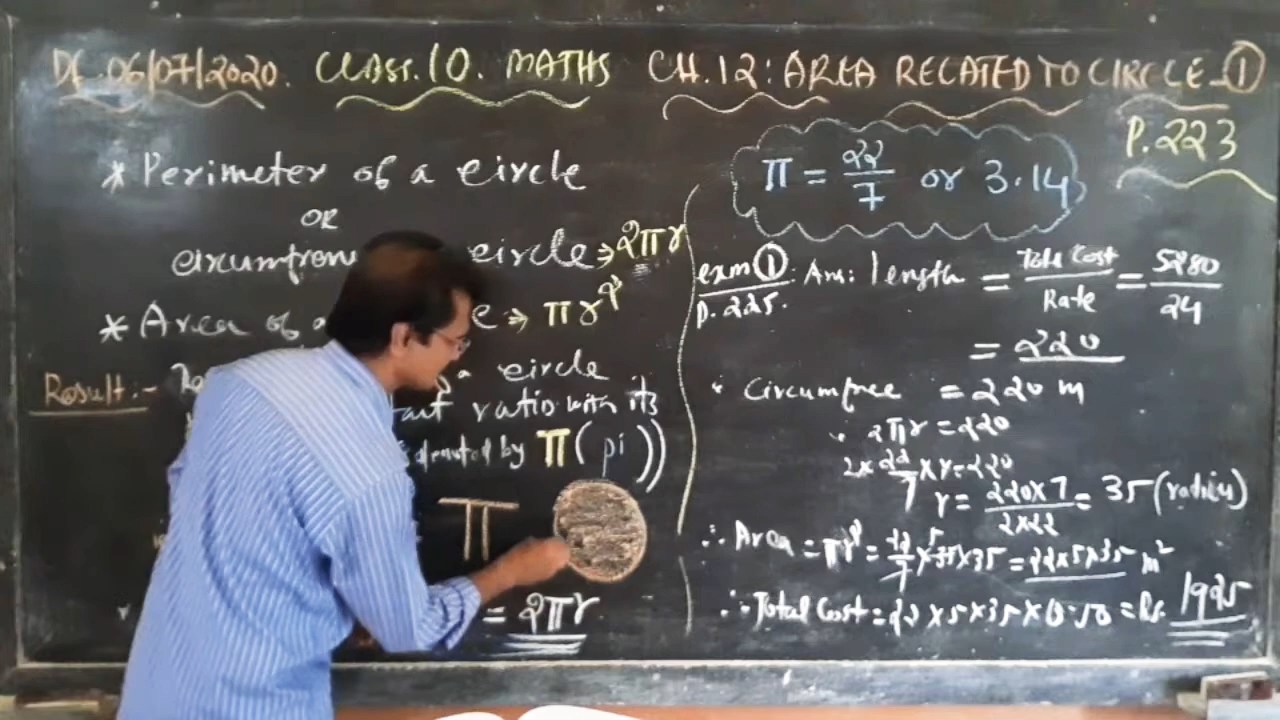 Dt. 06/07/2020. CLASS.10. MATHS CH.12: AREA RECATED TO CIRCLE-①
P.223
* Perimeter of a circle
OR
circle ⇒ 2πr
* Area of a ⇒ πr²
Result:- a circle
ratio with its
denoted by π (pi))
π
= 2πr
π = 22/7 or 3.14
exm ① Ans: length = Total Cost/Rate = 5280/24
P.225.
= 220
= 220 m
2πr = 220
2 × 22/7 × r = 220
r = 220×7/2×22 = 35 (radius)
∴ Area = πr² = 22/7 × 35 × 35 = 22×5×35 m²
∴ Total Cost = 22 × 5 × 35 × 0.50 = Rs. 1925